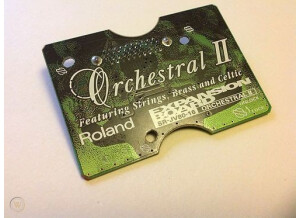 Orchestral II
Featuring Strings, Brass and Celtic
Roland
EXPANSION
BOARD
SR-JV80-16
ORCHESTRAL II